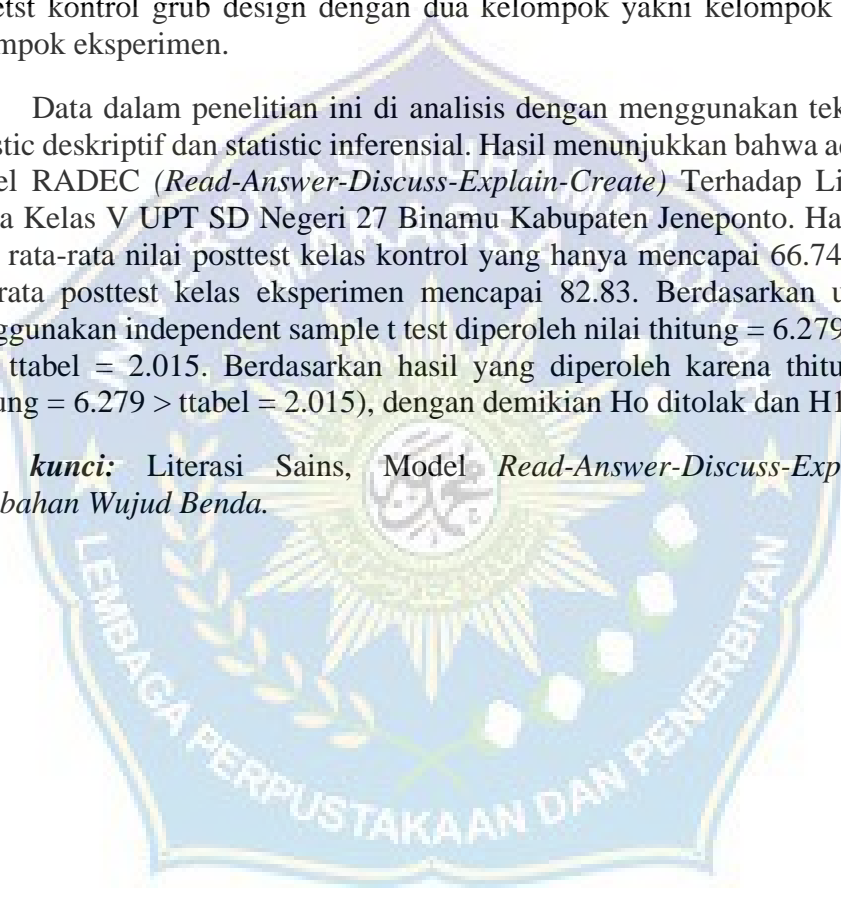 etst kontrol grub design dengan dua kelompok yakni kelompok
mpok eksperimen.
Data dalam penelitian ini di analisis dengan menggunakan tek
stic deskriptif dan statistic inferensial. Hasil menunjukkan bahwa a
el RADEC (Read-Answer-Discuss-Explain-Create) Terhadap Li
a Kelas V UPT SD Negeri 27 Binamu Kabupaten Jeneponto. Ha
rata-rata nilai posttest kelas kontrol yang hanya mencapai 66.74
rata posttest kelas eksperimen mencapai 82.83. Berdasarkan u
ggunakan independent sample t test diperoleh nilai thitung = 6.279
ttabel = 2.015. Berdasarkan hasil yang diperoleh karena thitu
ung = 6.279 > ttabel = 2.015), dengan demikian Ho ditolak dan H1
kunci: Literasi Sains, Model Read-Answer-Discuss-Exp
bahan Wujud Benda.
UNIVERSITAS MUHAMMADIYAH
MAKASSAR
LEMBAGA PERPUSTAKAAN DAN PENERBITAN